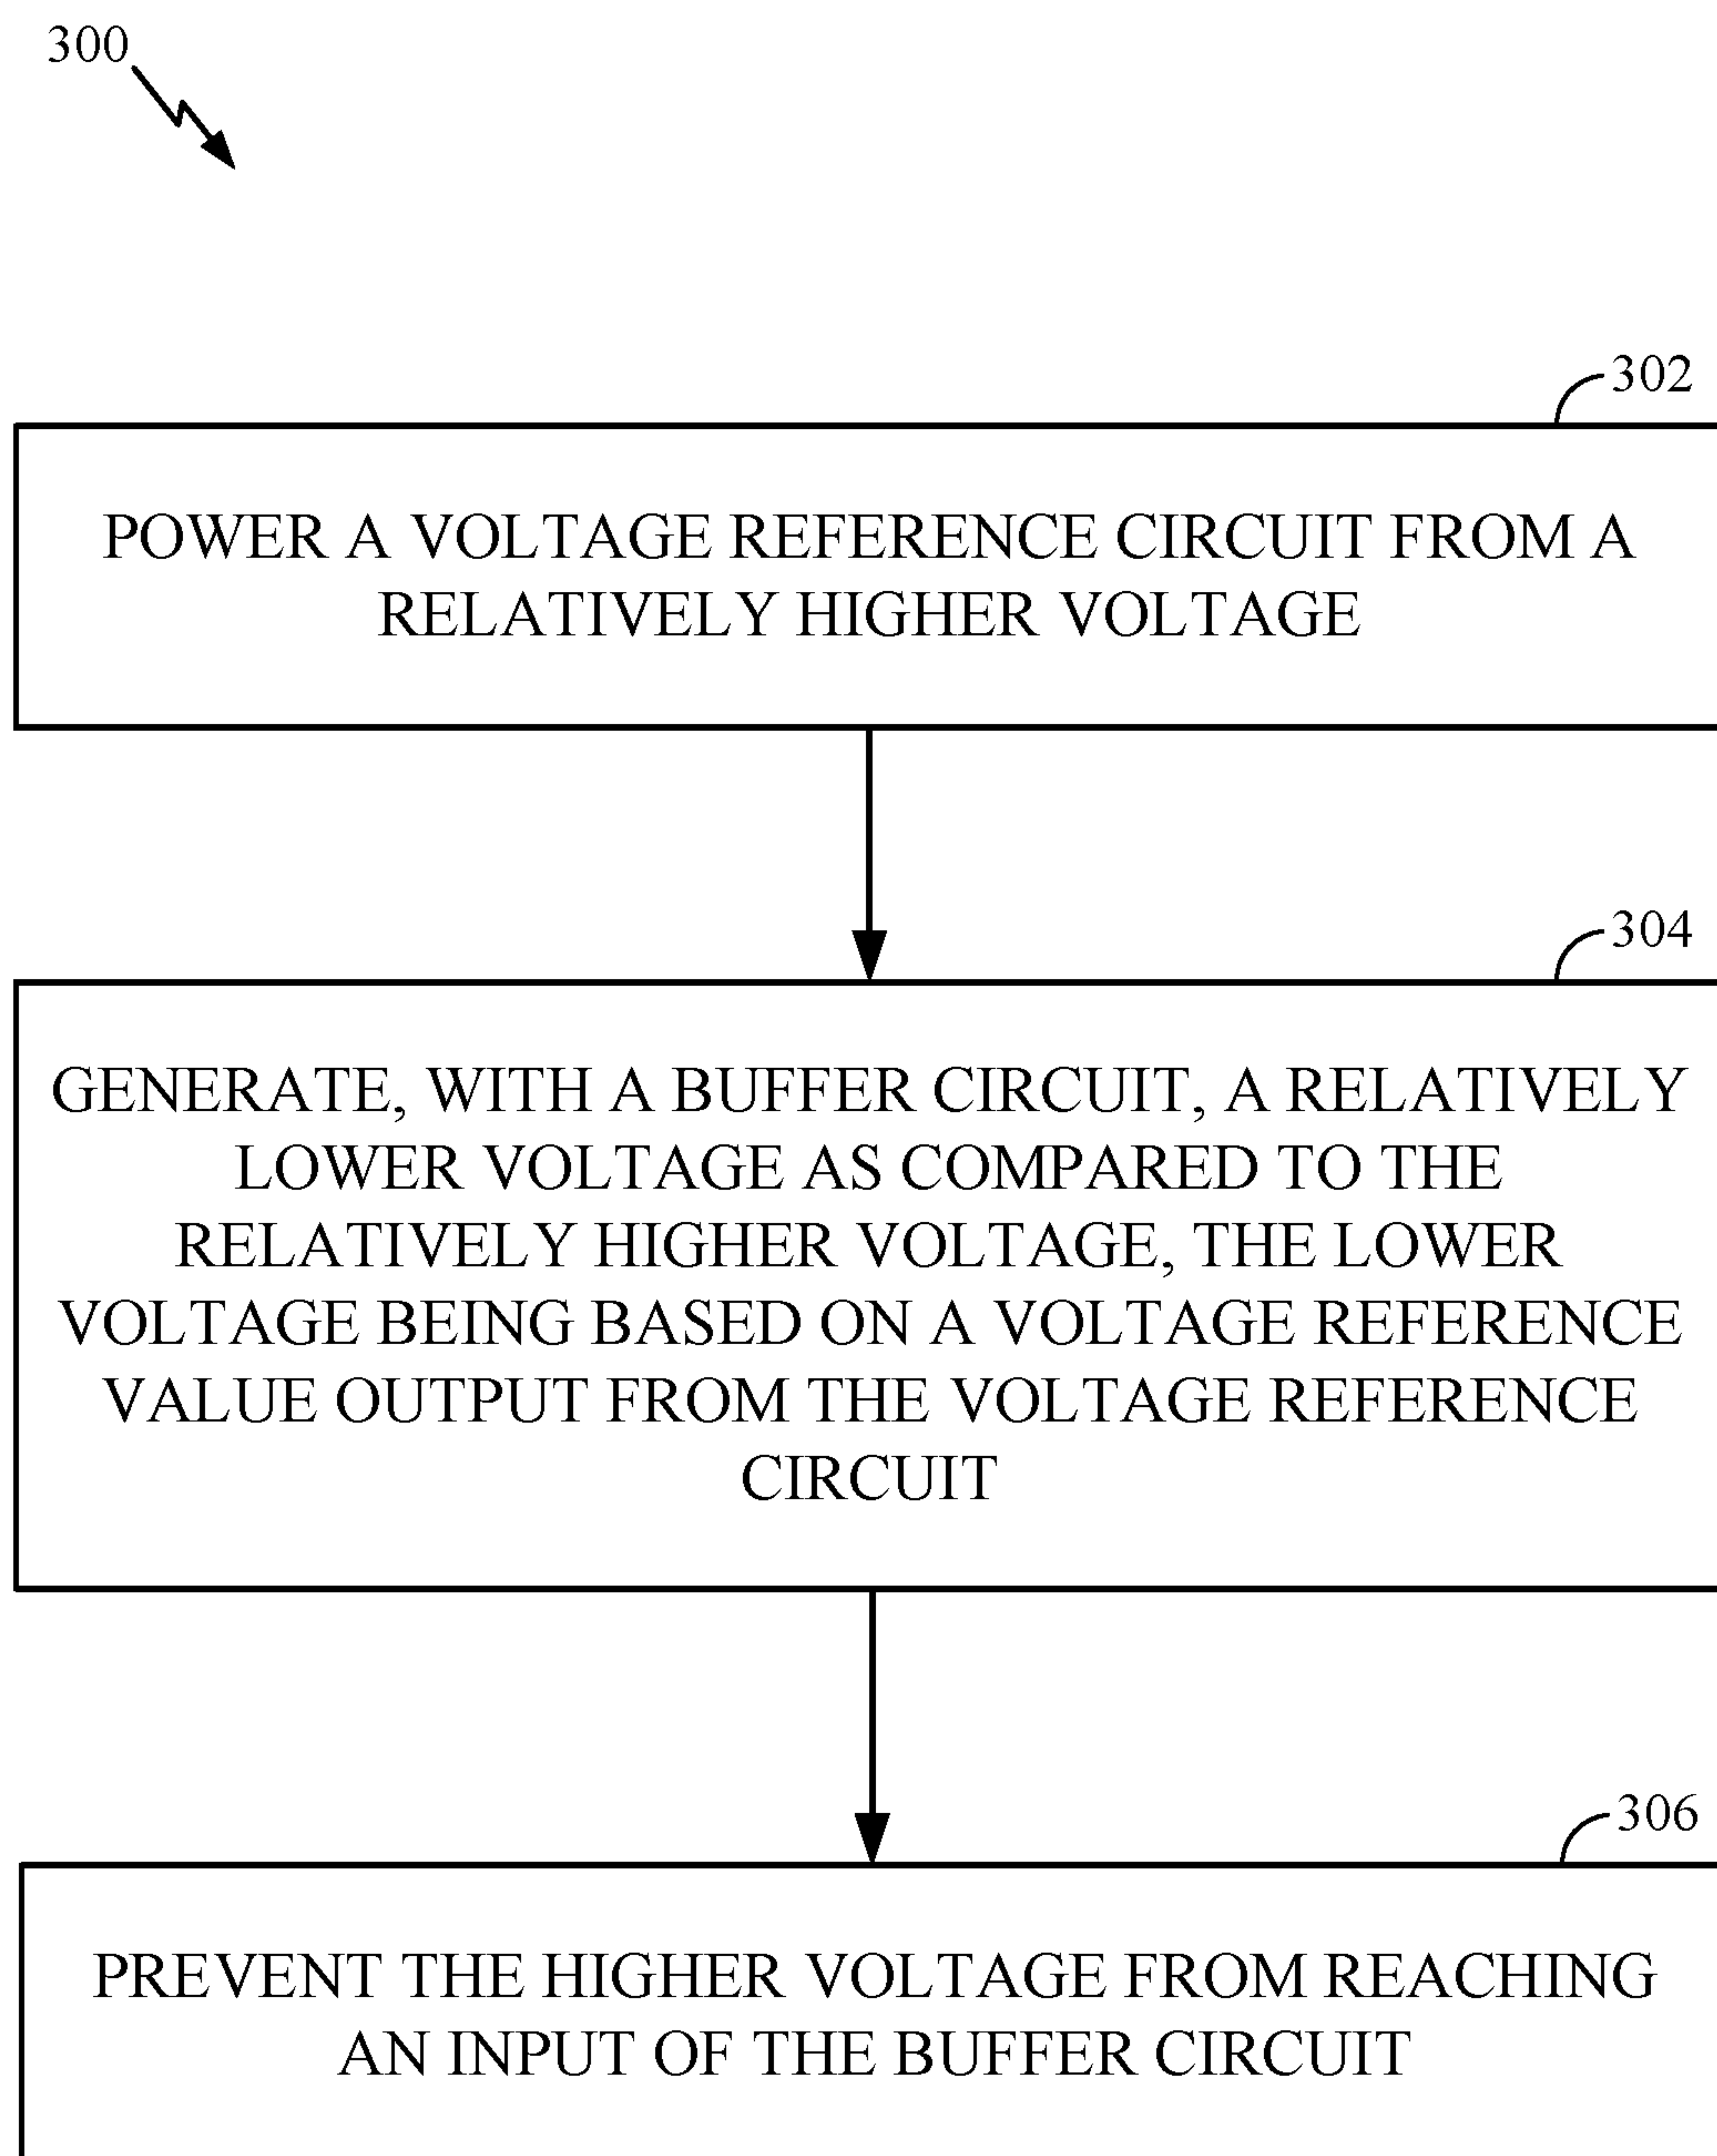 300
302
POWER A VOLTAGE REFERENCE CIRCUIT FROM A
RELATIVELY HIGHER VOLTAGE
304
GENERATE, WITH A BUFFER CIRCUIT, A RELATIVELY
LOWER VOLTAGE AS COMPARED TO THE
RELATIVELY HIGHER VOLTAGE, THE LOWER
VOLTAGE BEING BASED ON A VOLTAGE REFERENCE
VALUE OUTPUT FROM THE VOLTAGE REFERENCE
CIRCUIT
306
PREVENT THE HIGHER VOLTAGE FROM REACHING
AN INPUT OF THE BUFFER CIRCUIT